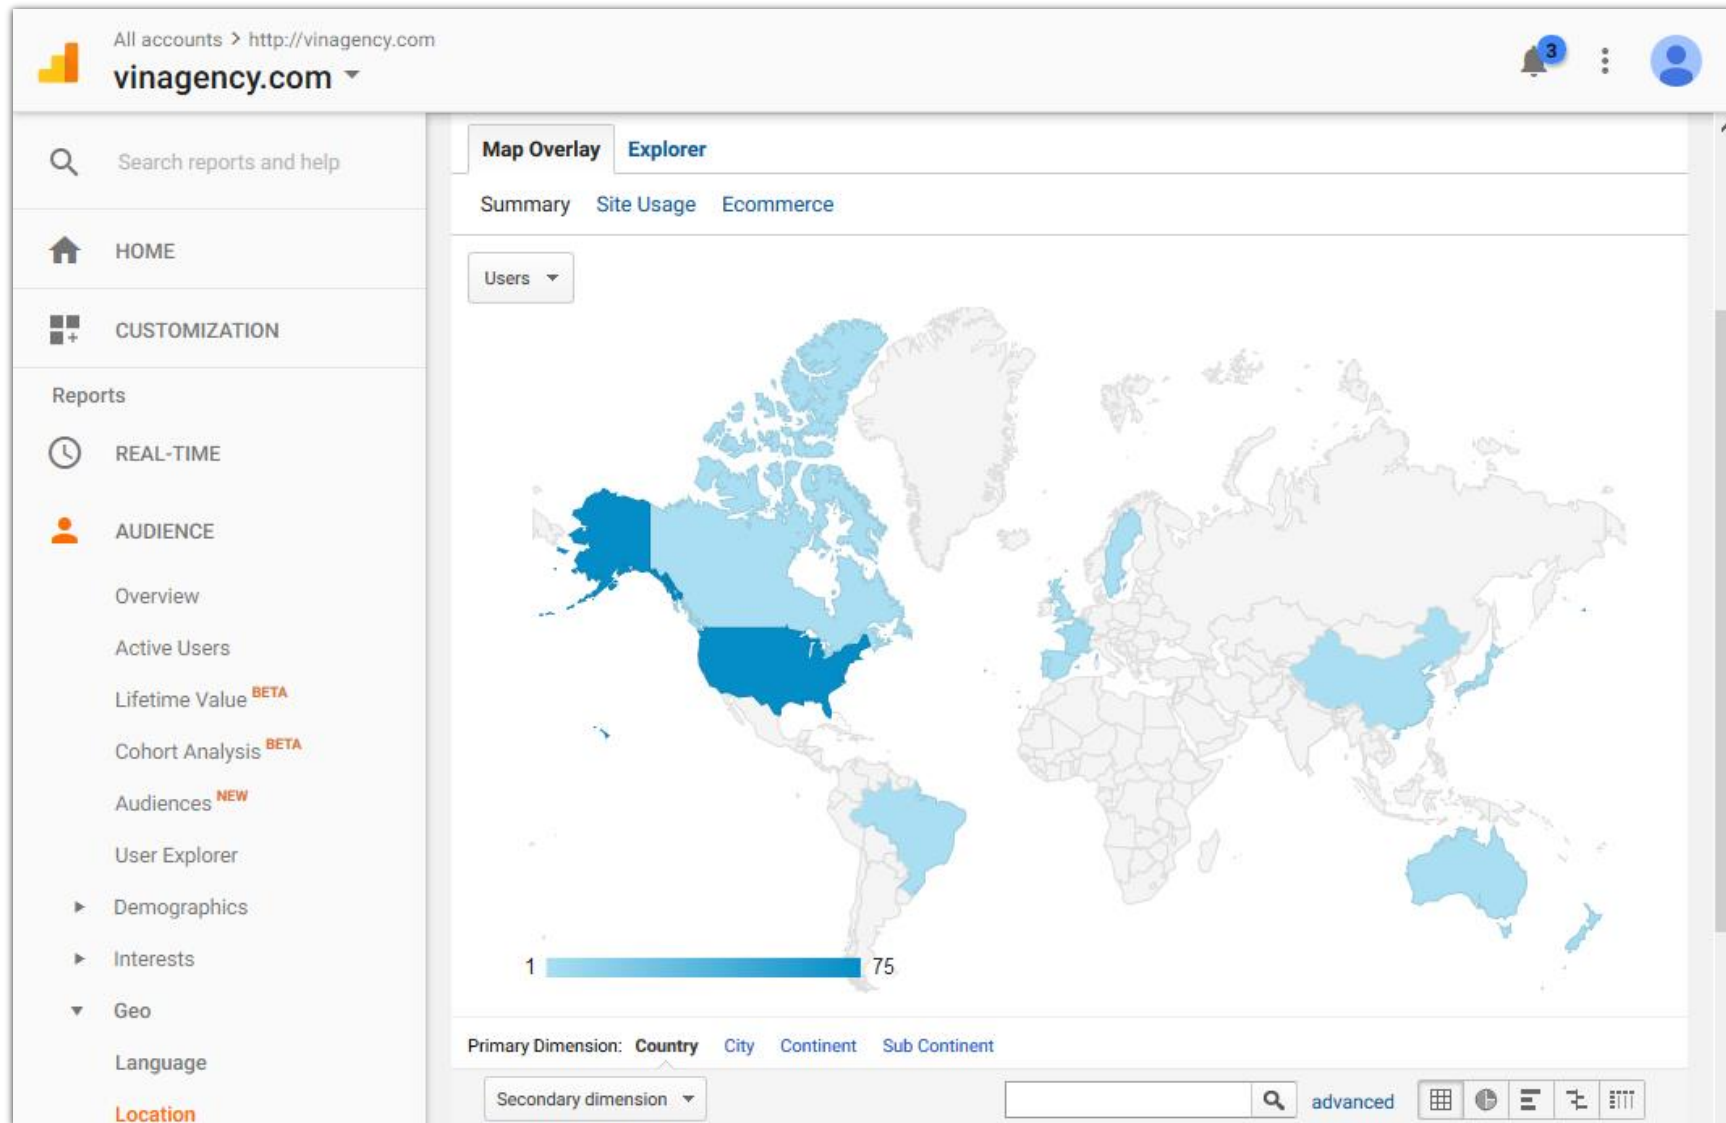 All accounts > http://vinagency.com
vinagency.com
3
Search reports and help
HOME
CUSTOMIZATION
Reports
REAL-TIME
AUDIENCE
Overview
Active Users
Lifetime Value BETA
Cohort Analysis BETA
Audiences NEW
User Explorer
Demographics
Interests
Geo
Language
Location
Map Overlay Explorer
Summary Site Usage Ecommerce
Users
1 75
Primary Dimension: Country City Continent Sub Continent
Secondary dimension advanced